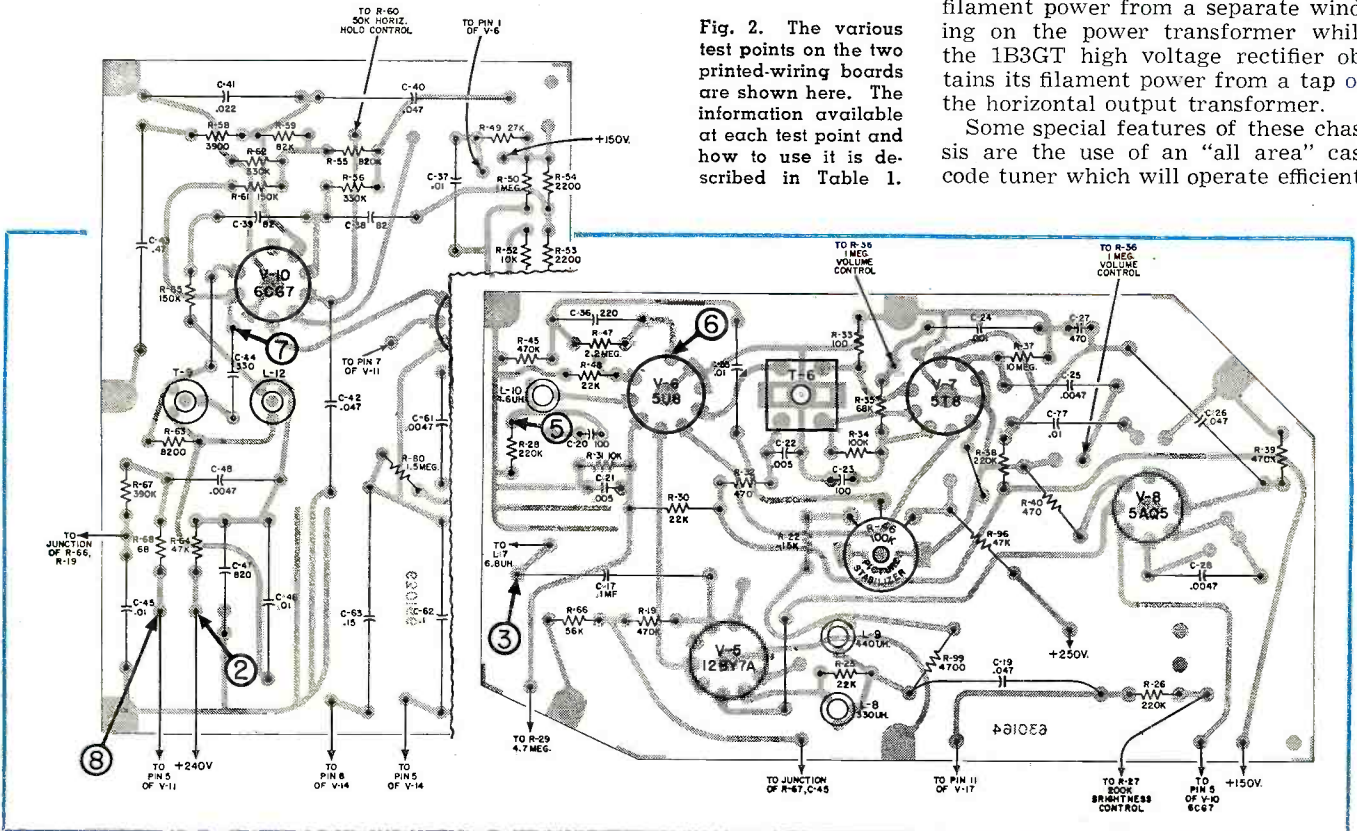 Fig. 2. The various
test points on the two
printed-wiring boards
are shown here. The
information available
at each test point and
how to use it is de-
scribed in Table 1.
filament power from a separate wind
ing on the power transformer whil
the 1B3GT high voltage rectifier ob
tains its filament power from a tap o
the horizontal output transformer.
Some special features of these chas
sis are the use of an "all area" cas
code tuner which will operate efficient
TO R-60
50K HORIZ.
HOLD CONTROL
TO PIN 1
OF V-6
C-41
.022
C-40
.047
R-58
3900
R-59
82K
R-49 27K
+150V.
R-62
330K
R-55 820K
R-61 150K
R-56
330K
C-37
.01
R-50
1 MEG.
R-54
2200
C-39 82
C-38 82
C-43
.47
R-52
10K
R-53
2200
V-10
6CG7
R-65
150K
7
TO PIN 7
OF V-11
C-44
330
T-9
L-12
C-42
.047
C-61
.0047
R-63
8200
R-80
1.5MEG.
C-48
.0047
R-67
390K
TO
JUNCTION
OF R-66,
R-19
R-68
68
R-64
47K
C-47
820
C-46
.01
C-45
.01
C-63
.15
C-62
.1
630166
8
2
TO
PIN 5
OF V-11
+240V
TO
PIN 6
OF V-14
TO
PIN 5
OF V-14
TO R-36
1 MEG.
VOLUME
CONTROL
TO R-36
1 MEG.
VOLUME
CONTROL
C-36 220
6
R-45
470K
R-47
2.2 MEG.
R-48
22K
V-6
5U8
.01
R-33
100
C-24
.001
C-27
470
R-37
10 MEG.
T-6
V-7
5T8
C-25
.0047
L-10
4.6UH.
5
R-28
220K
C-20 100
R-31 10K
C-21
.005
R-35
68K
R-34
100K
C-22
.005
C-23
100
C-77
.01
C-26
.047
R-38
220K
R-39
470K
R-32
470
R-30
22K
R-40
470
V-8
5AQ5
R-46
100K
PICTURE
STABILIZER
R-22
15K
R-96
47K
C-28
.0047
TO
L-7
6.8UH.
3
C-17
.1MF
R-66
56K
R-19
470K
V-5
12BY7A
L-9
440UH.
R-25
22K
L-8
330UH.
R-99
4700
+250V.
C-19
.047
R-26
220K
630164
TO R-29
4.7 MEG.
TO JUNCTION
OF R-67, C-45
TO PIN 11
OF V-17
TO R-27
200K
BRIGHTNESS
CONTROL
TO
PIN 5
OF V-10
6CG7
+150V.